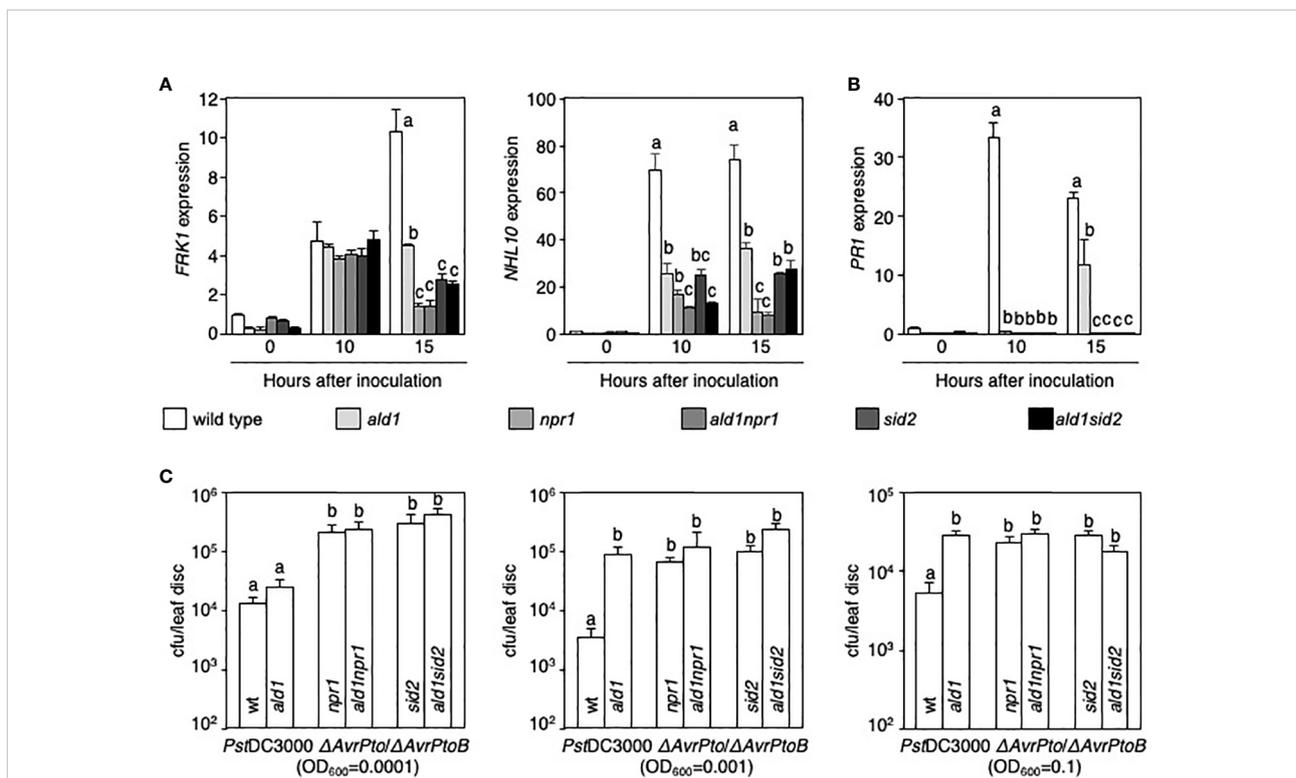 A
B
12
10
8
6
4
2
0
FRK1 expression
a
b
c
c
c
c
0
10
15
Hours after inoculation
100
80
60
40
20
0
NHL10 expression
a
b
b
c
bc
c
a
b
c
c
b
b
0
10
15
Hours after inoculation
40
30
20
10
0
PR1 expression
a
bbbbb
a
b
cccc
0
10
15
Hours after inoculation
wild type
ald1
npr1
ald1npr1
sid2
ald1sid2
C
10⁶
10⁵
10⁴
10³
10²
cfu/leaf disc
a
a
b
b
b
b
wt
ald1
npr1
ald1npr1
sid2
ald1sid2
10⁶
10⁵
10⁴
10³
10²
cfu/leaf disc
a
b
b
b
b
b
wt
ald1
npr1
ald1npr1
sid2
ald1sid2
10⁵
10⁴
10³
10²
cfu/leaf disc
a
b
b
b
b
b
wt
ald1
npr1
ald1npr1
sid2
ald1sid2
PstDC3000 ΔAvrPto/ΔAvrPtoB
(OD₆₀₀=0.0001)
PstDC3000 ΔAvrPto/ΔAvrPtoB
(OD₆₀₀=0.001)
PstDC3000 ΔAvrPto/ΔAvrPtoB
(OD₆₀₀=0.1)